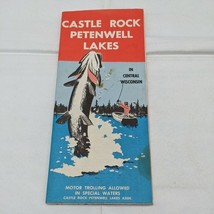 CASTLE ROCK
PETENWELL
LAKES
IN
CENTRAL
WISCONSIN
MOTOR TROLLING ALLOWED
IN SPECIAL WATERS
CASTLE ROCK PETENWELL LAKES ASSN.